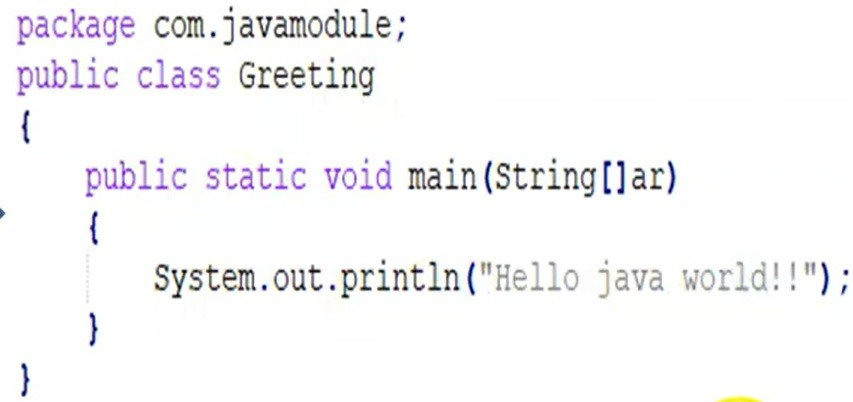 package com.javamodule;
public class Greeting
{
    public static void main(String[]ar)
    {
        System.out.println("Hello java world!!");
    }
}